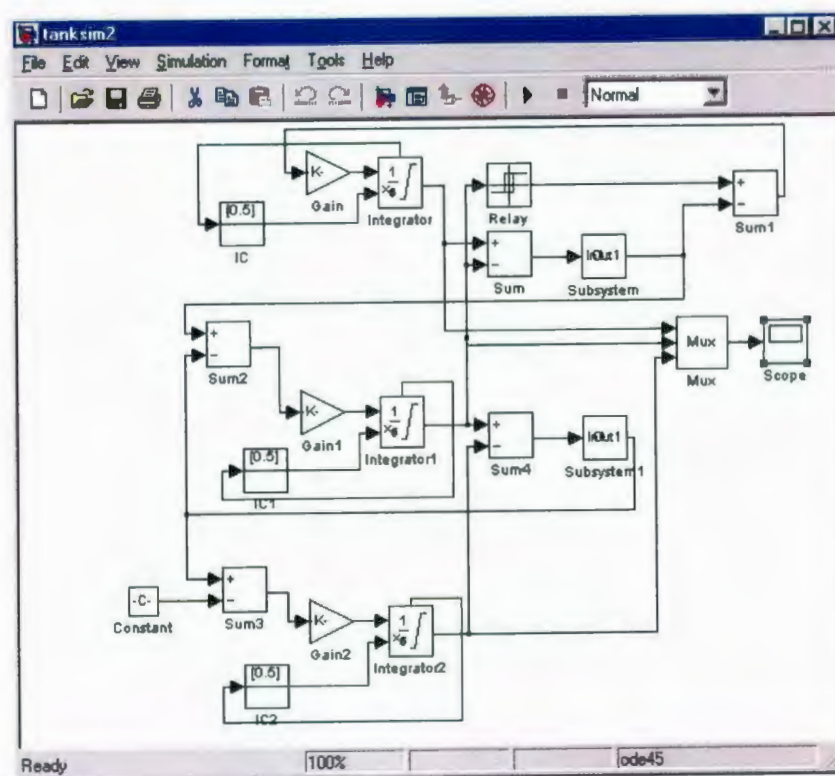 tanksim2
File Edit View Simulation Format Tools Help
Normal
K-
Gain
1
Integrator
[0.5]
IC
Relay
+
−
Sum1
+
−
Sum
Subsystem
+
−
Sum2
Mux
Mux
Scope
K-
Gain1
1
Integrator1
[0.5]
IC1
+
−
Sum4
Subsystem1
-C-
Constant
+
−
Sum3
K-
Gain2
1
Integrator2
[0.5]
IC2
Ready 100% ode45